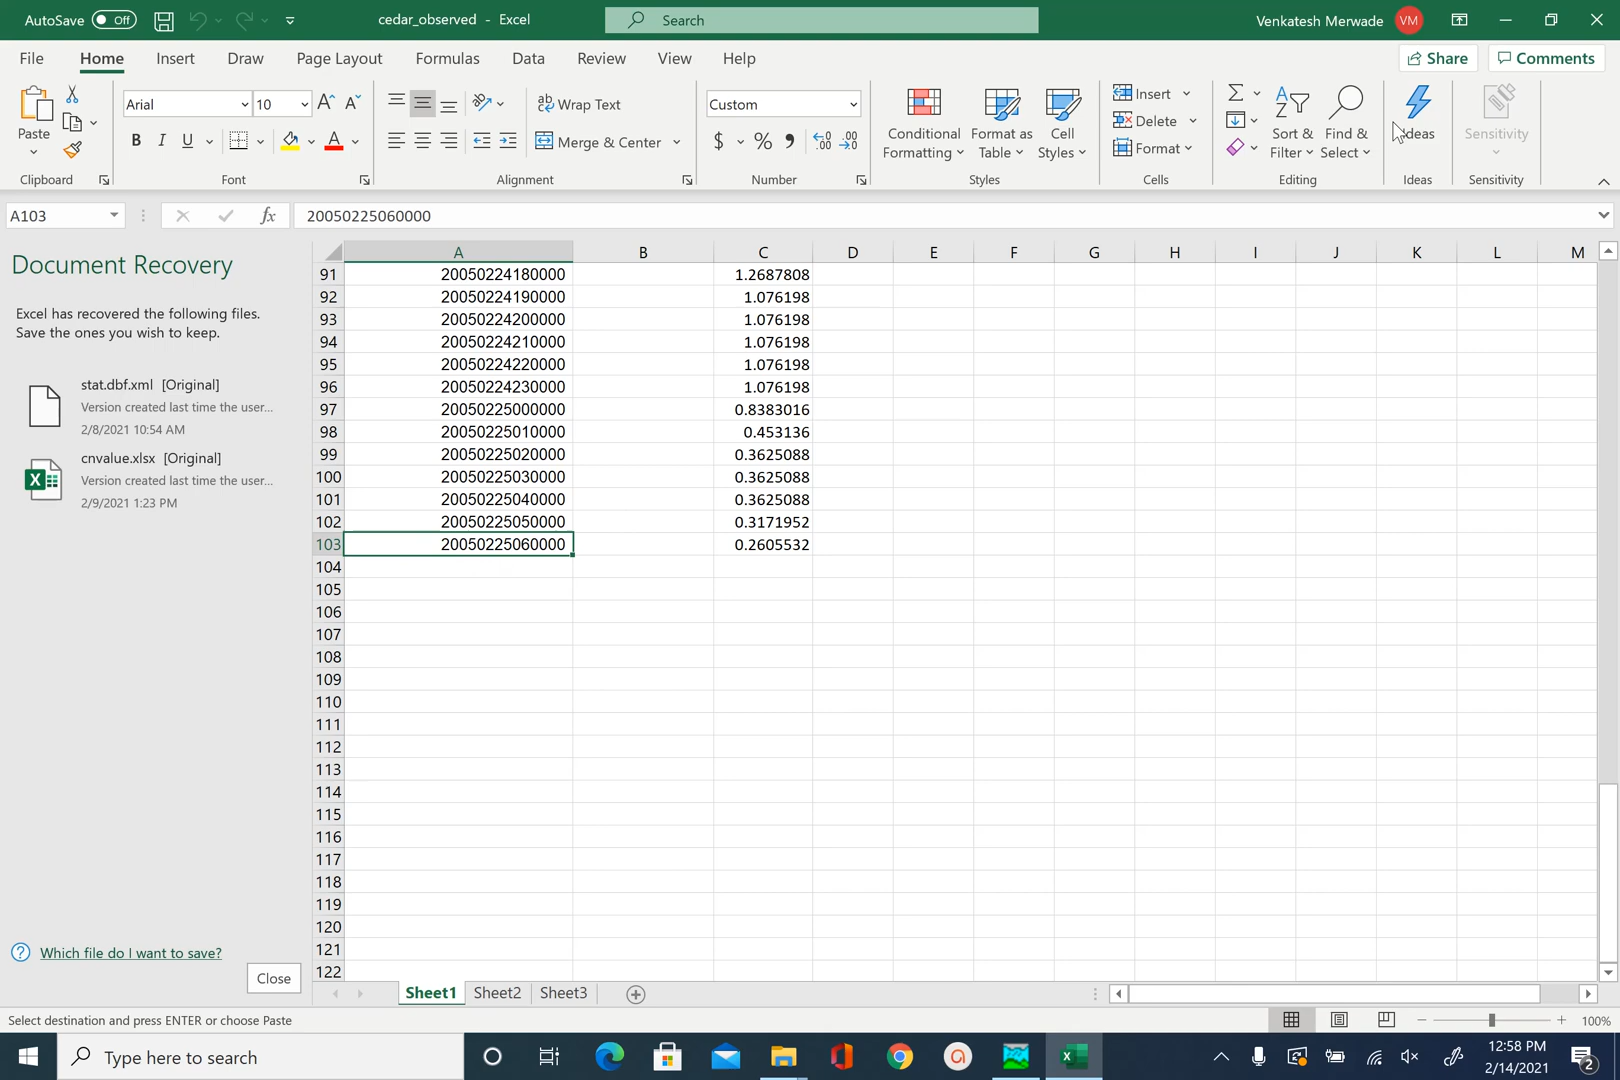 AutoSave Off cedar_observed - Excel Search Venkatesh Merwade VM
File Home Insert Draw Page Layout Formulas Data Review View Help Share Comments
Paste Arial 10 B I U A A A ab Wrap Text Merge & Center Custom $ % , Conditional Formatting Format as Table Cell Styles Insert Delete Format Sort & Filter Find & Select Ideas Sensitivity
Clipboard Font Alignment Number Styles Cells Editing Ideas Sensitivity
A103 fx 20050225060000
Document Recovery
Excel has recovered the following files.
Save the ones you wish to keep.
stat.dbf.xml [Original]
Version created last time the user...
2/8/2021 10:54 AM
cnvalue.xlsx [Original]
Version created last time the user...
2/9/2021 1:23 PM
Which file do I want to save?
Close
A B C D E F G H I J K L M
91 20050224180000 1.2687808
92 20050224190000 1.076198
93 20050224200000 1.076198
94 20050224210000 1.076198
95 20050224220000 1.076198
96 20050224230000 1.076198
97 20050225000000 0.8383016
98 20050225010000 0.453136
99 20050225020000 0.3625088
100 20050225030000 0.3625088
101 20050225040000 0.3625088
102 20050225050000 0.3171952
103 20050225060000 0.2605532
104
105
106
107
108
109
110
111
112
113
114
115
116
117
118
119
120
121
122
Sheet1 Sheet2 Sheet3
Select destination and press ENTER or choose Paste 100%
Type here to search 12:58 PM
2/14/2021 2